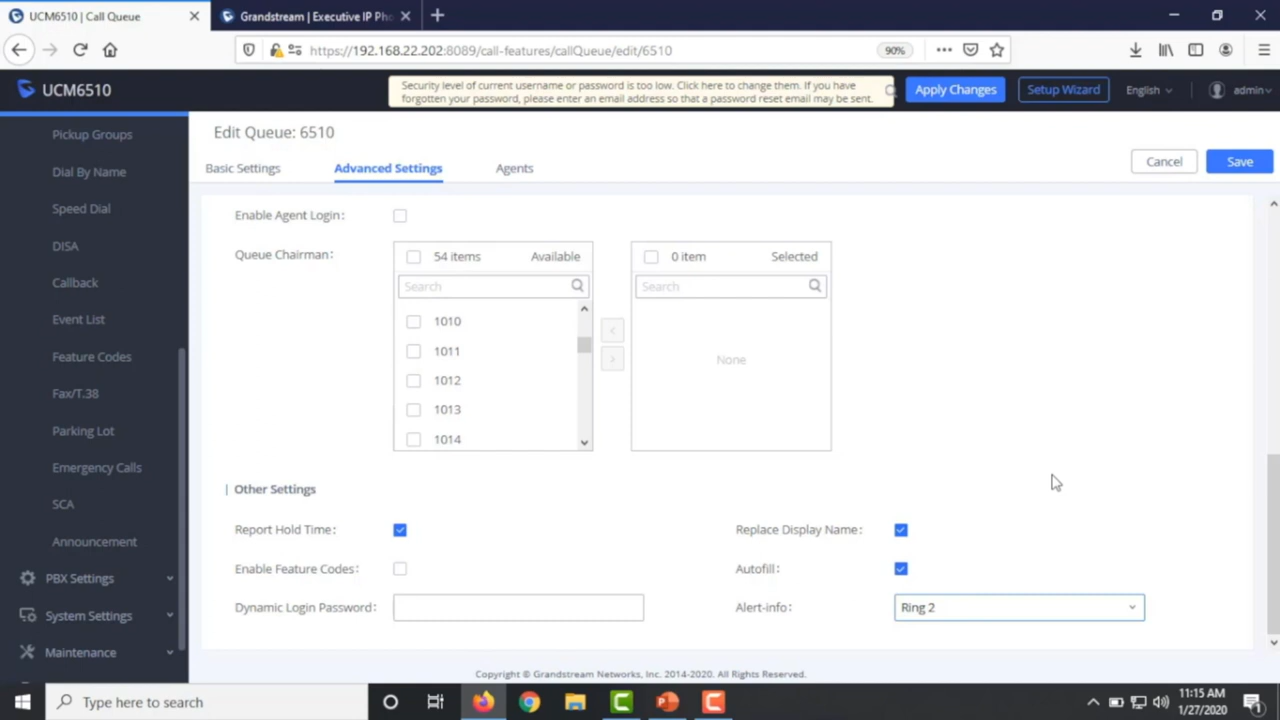 UCM6510 | Call Queue
Grandstream | Executive IP Pho
https://192.168.22.202:8089/call-features/callQueue/edit/6510
90%
UCM6510
Security level of current username or password is too low. Click here to change them. If you have
forgotten your password, please enter an email address so that a password reset email may be sent.
Apply Changes
Setup Wizard
English
admin
Pickup Groups
Dial By Name
Speed Dial
DISA
Callback
Event List
Feature Codes
Fax/T.38
Parking Lot
Emergency Calls
SCA
Announcement
PBX Settings
System Settings
Maintenance
Edit Queue: 6510
Basic Settings
Advanced Settings
Agents
Cancel
Save
Enable Agent Login:
Queue Chairman:
54 items
Available
Search
1010
1011
1012
1013
1014
0 item
Selected
Search
None
Other Settings
Report Hold Time:
Replace Display Name:
Enable Feature Codes:
Autofill:
Dynamic Login Password:
Alert-info:
Ring 2
Copyright © Grandstream Networks, Inc. 2014-2020. All Rights Reserved.
Type here to search
11:15 AM
1/27/2020
1